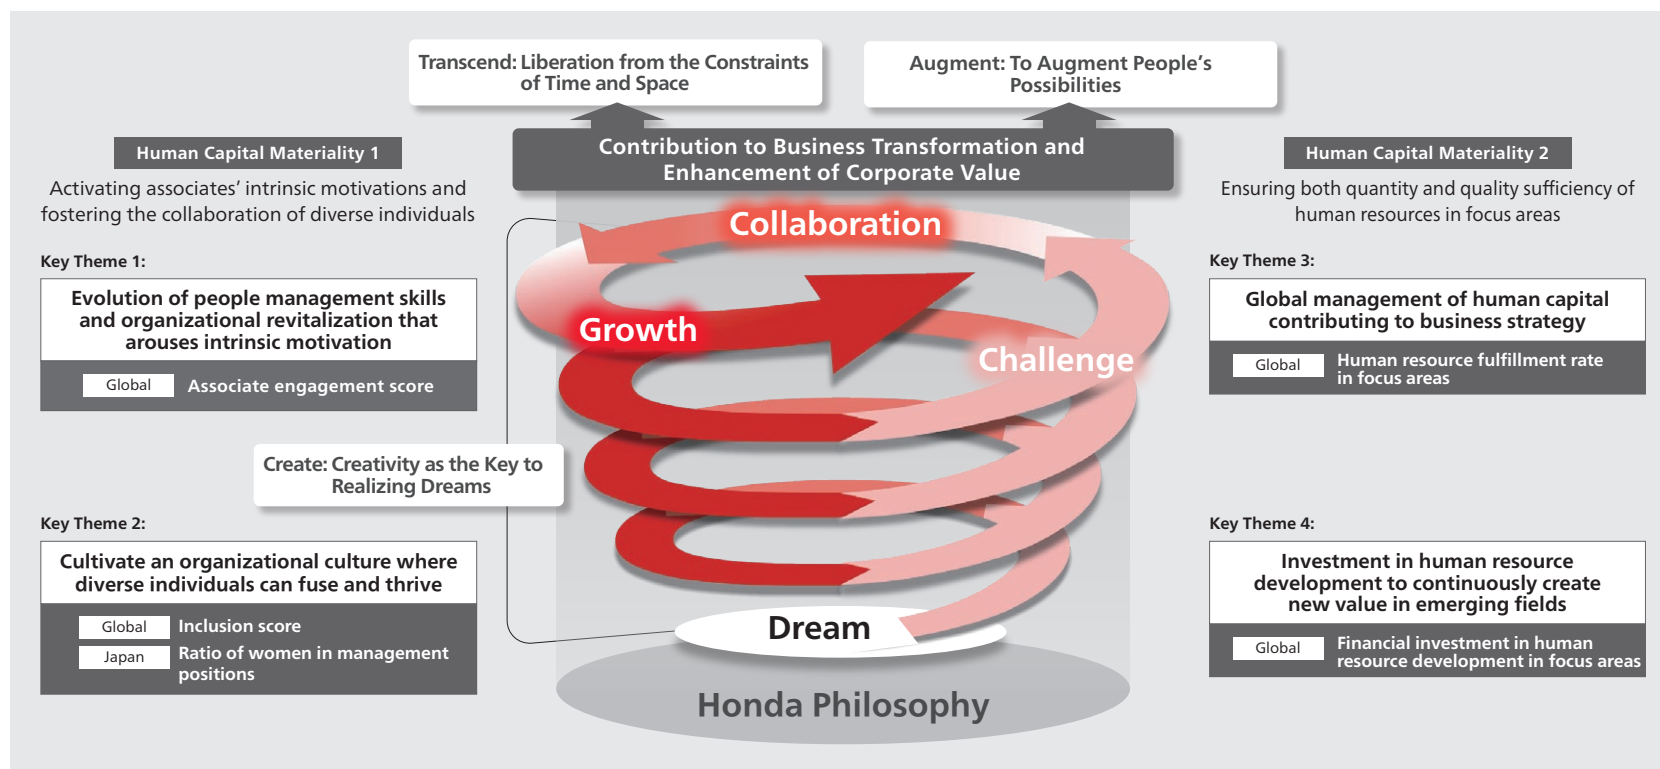 Transcend: Liberation from the Constraints
of Time and Space
Augment: To Augment People’s
Possibilities
Contribution to Business Transformation and
Enhancement of Corporate Value
Human Capital Materiality 1
Activating associates’ intrinsic motivations and
fostering the collaboration of diverse individuals
Key Theme 1:
Evolution of people management skills
and organizational revitalization that
arouses intrinsic motivation
Global
Associate engagement score
Key Theme 2:
Cultivate an organizational culture where
diverse individuals can fuse and thrive
Global
Inclusion score
Japan
Ratio of women in management
positions
Create: Creativity as the Key to
Realizing Dreams
Collaboration
Growth
Challenge
Dream
Honda Philosophy
Human Capital Materiality 2
Ensuring both quantity and quality sufficiency of
human resources in focus areas
Key Theme 3:
Global management of human capital
contributing to business strategy
Global
Human resource fulfillment rate
in focus areas
Key Theme 4:
Investment in human resource
development to continuously create
new value in emerging fields
Global
Financial investment in human
resource development in focus areas